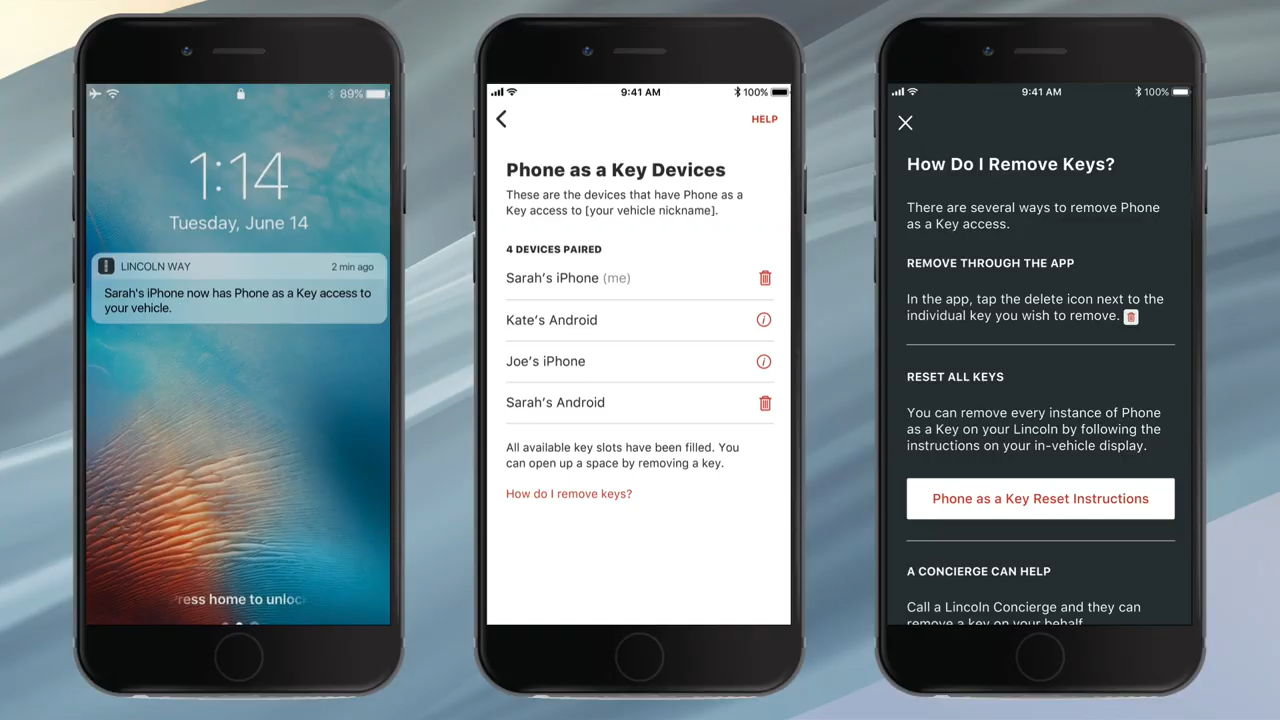 89%
1:14
Tuesday, June 14
LINCOLN WAY
2 min ago
Sarah's iPhone now has Phone as a Key access to
your vehicle.
9:41 AM
100%
HELP
Phone as a Key Devices
These are the devices that have Phone as a
Key access to [your vehicle nickname].
4 DEVICES PAIRED
Sarah's iPhone (me)
Kate's Android
Joe's iPhone
Sarah's Android
All available key slots have been filled. You
can open up a space by removing a key.
How do I remove keys?
9:41 AM
100%
How Do I Remove Keys?
There are several ways to remove Phone
as a Key access.
REMOVE THROUGH THE APP
In the app, tap the delete icon next to the
individual key you wish to remove.
RESET ALL KEYS
You can remove every instance of Phone
as a Key on your Lincoln by following the
instructions on your in-vehicle display.
Phone as a Key Reset Instructions
A CONCIERGE CAN HELP
Call a Lincoln Concierge and they can
remove a key on your behalf
ress home to unloc